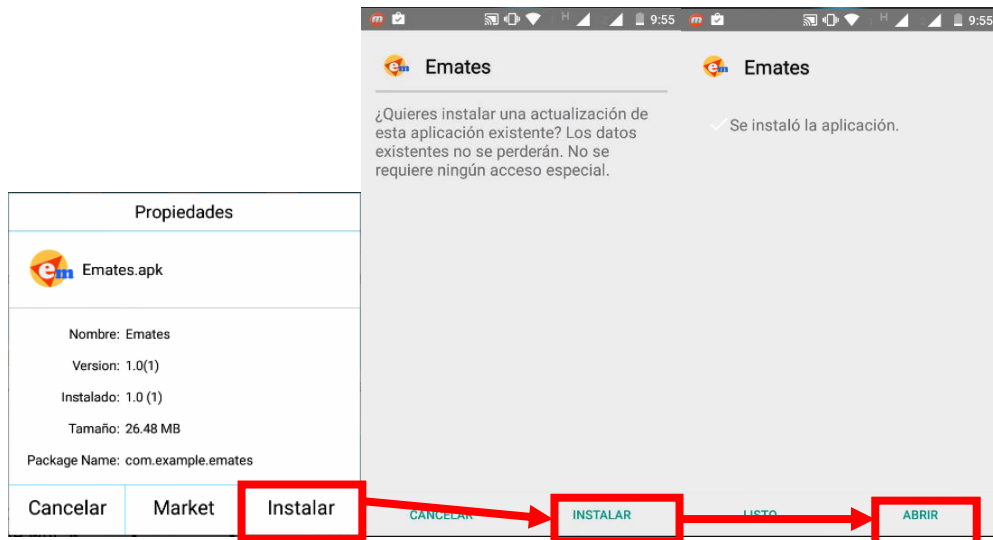 Propiedades
em Emates.apk
Nombre: Emates
Version: 1.0(1)
Instalado: 1.0 (1)
Tamaño: 26.48 MB
Package Name: com.example.emates
Cancelar Market Instalar
m H 9:55
em Emates
¿Quieres instalar una actualización de
esta aplicación existente? Los datos
existentes no se perderán. No se
requiere ningún acceso especial.
CANCELAR INSTALAR
m H 9:55
em Emates
Se instaló la aplicación.
LISTO ABRIR